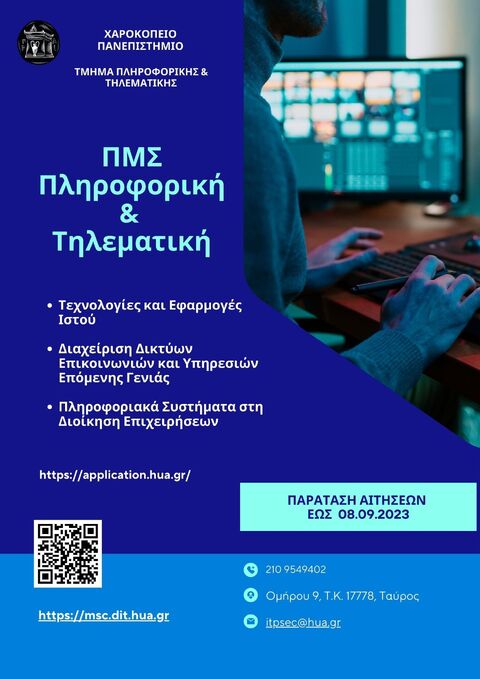 ΧΑΡΟΚΟΠΕΙΟ
ΠΑΝΕΠΙΣΤΗΜΙΟ
ΤΜΗΜΑ ΠΛΗΡΟΦΟΡΙΚΗΣ &
ΤΗΛΕΜΑΤΙΚΗΣ
ΠΜΣ
Πληροφορική
&
Τηλεματική
• Τεχνολογίες και Εφαρμογές
Ιστού
• Διαχείριση Δικτύων
Επικοινωνιών και Υπηρεσιών
Επόμενης Γενιάς
• Πληροφοριακά Συστήματα στη
Διοίκηση Επιχειρήσεων
https://application.hua.gr/
ΠΑΡΑΤΑΣΗ ΑΙΤΗΣΕΩΝ
ΕΩΣ 08.09.2023
https://msc.dit.hua.gr
210 9549402
Ομήρου 9, Τ.Κ. 17778, Ταύρος
itpsec@hua.gr